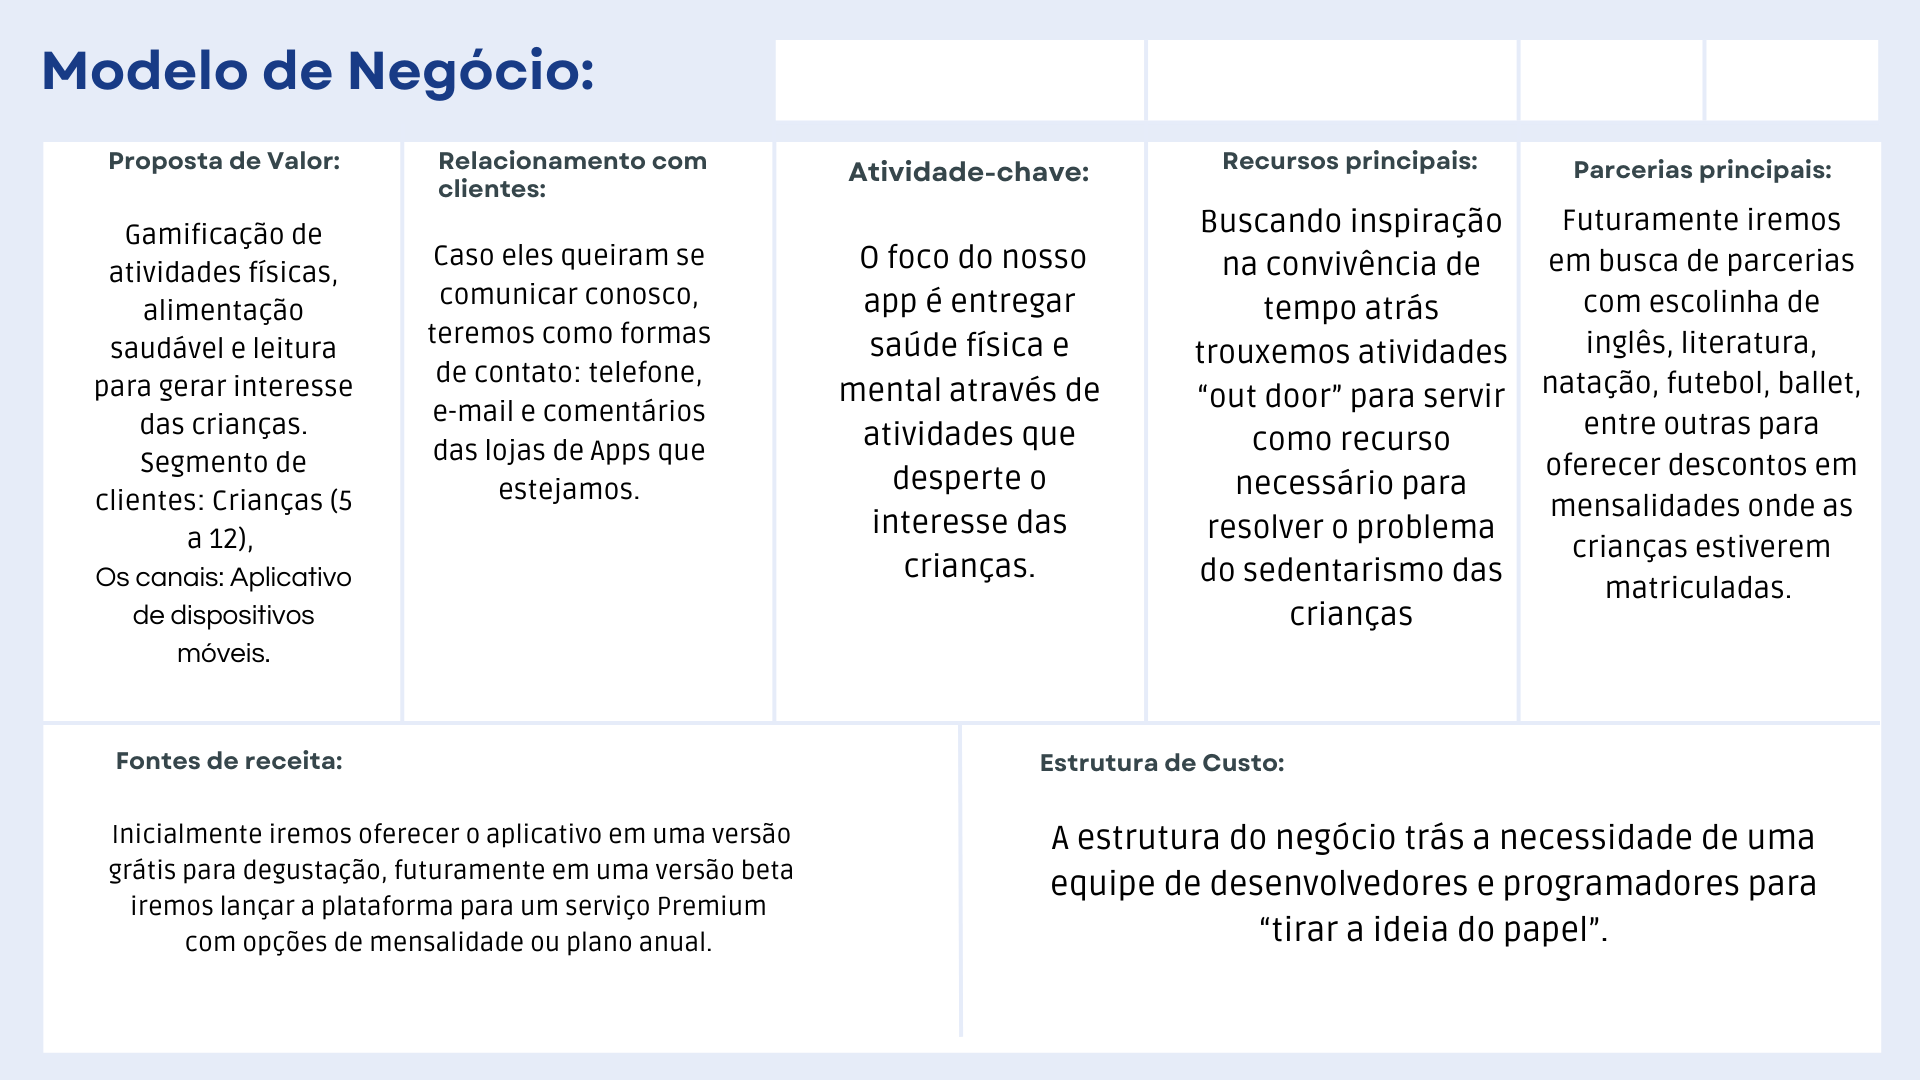 Modelo de Negócio:
Proposta de Valor:
Gamificação de
atividades físicas,
alimentação
saudável e leitura
para gerar interesse
das crianças.
Segmento de
clientes: Crianças (5
a 12),
Os canais: Aplicativo
de dispositivos
móveis.
Relacionamento com
clientes:
Caso eles queiram se
comunicar conosco,
teremos como formas
de contato: telefone,
e-mail e comentários
das lojas de Apps que
estejamos.
Atividade-chave:
O foco do nosso
app é entregar
saúde física e
mental através de
atividades que
desperte o
interesse das
crianças.
Recursos principais:
Buscando inspiração
na convivência de
tempo atrás
trouxemos atividades
“out door” para servir
como recurso
necessário para
resolver o problema
do sedentarismo das
crianças
Parcerias principais:
Futuramente iremos
em busca de parcerias
com escolinha de
inglês, literatura,
natação, futebol, ballet,
entre outras para
oferecer descontos em
mensalidades onde as
crianças estiverem
matriculadas.
Fontes de receita:
Inicialmente iremos oferecer o aplicativo em uma versão
grátis para degustação, futuramente em uma versão beta
iremos lançar a plataforma para um serviço Premium
com opções de mensalidade ou plano anual.
Estrutura de Custo:
A estrutura do negócio trás a necessidade de uma
equipe de desenvolvedores e programadores para
“tirar a ideia do papel”.